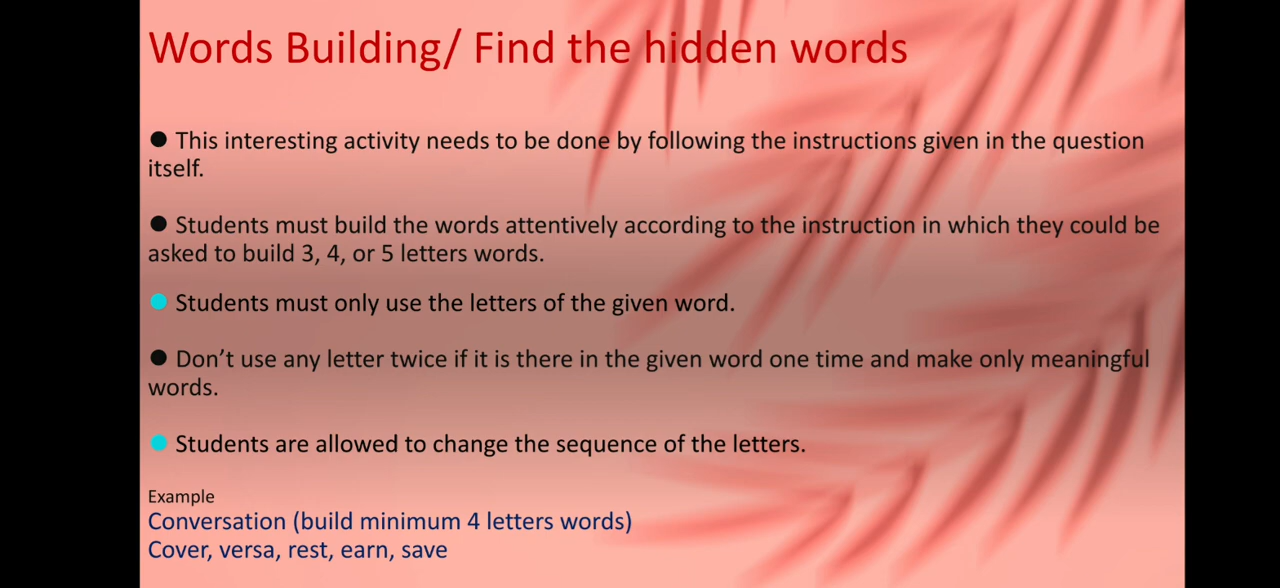 Words Building/ Find the hidden words
● This interesting activity needs to be done by following the instructions given in the question
itself.
● Students must build the words attentively according to the instruction in which they could be
asked to build 3, 4, or 5 letters words.
● Students must only use the letters of the given word.
● Don’t use any letter twice if it is there in the given word one time and make only meaningful
words.
● Students are allowed to change the sequence of the letters.
Example
Conversation (build minimum 4 letters words)
Cover, versa, rest, earn, save